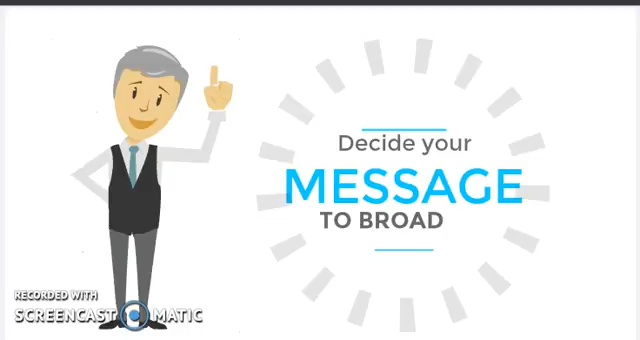 Decide your
MESSAGE
TO BROAD
RECORDED WITH
SCREENCAST MATIC